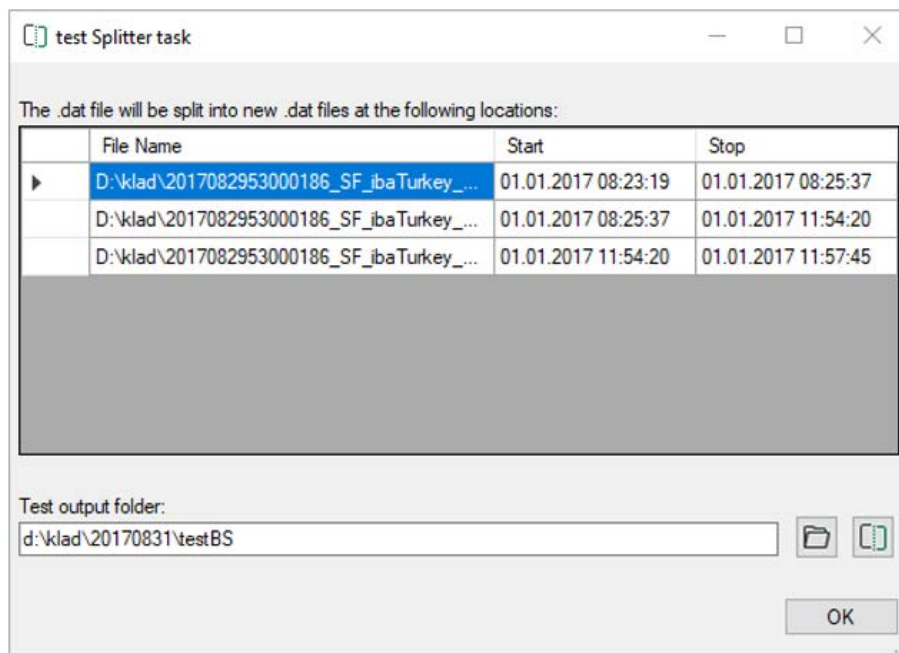 test Splitter task
The .dat file will be split into new .dat files at the following locations:
File Name Start Stop
D:\klad\2017082953000186_SF_ibaTurkey_... 01.01.2017 08:23:19 01.01.2017 08:25:37
D:\klad\2017082953000186_SF_ibaTurkey_... 01.01.2017 08:25:37 01.01.2017 11:54:20
D:\klad\2017082953000186_SF_ibaTurkey_... 01.01.2017 11:54:20 01.01.2017 11:57:45
Test output folder:
d:\klad\20170831\testBS
OK